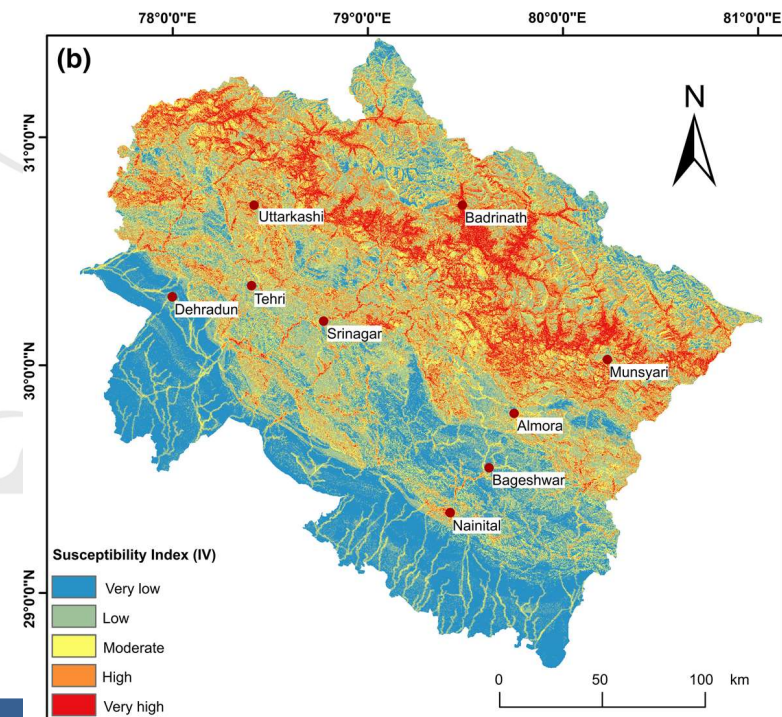 78°0'0"E 79°0'0"E 80°0'0"E 81°0'0"E
(b)
N
31°0'0"N
Uttarkashi
Badrinath
Tehri
Dehradun
Srinagar
30°0'0"N
Munsyari
Almora
Bageshwar
Nainital
29°0'0"N
Susceptibility Index (IV)
Very low
Low
Moderate
High
Very high
0 50 100 km